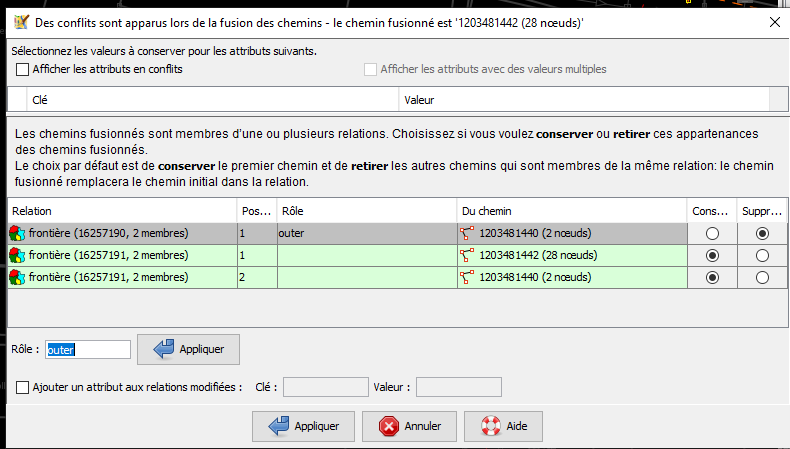 Des conflits sont apparus lors de la fusion des chemins - le chemin fusionné est '1203481442 (28 nœuds)'
Sélectionnez les valeurs à conserver pour les attributs suivants.
Afficher les attributs en conflits
Afficher les attributs avec des valeurs multiples
Clé Valeur
Les chemins fusionnés sont membres d'une ou plusieurs relations. Choisissez si vous voulez conserver ou retirer ces appartenances
des chemins fusionnés.
Le choix par défaut est de conserver le premier chemin et de retirer les autres chemins qui sont membres de la même relation: le chemin
fusionné remplacera le chemin initial dans la relation.
Relation Pos... Rôle Du chemin Cons... Suppr...
frontière (16257190, 2 membres) 1 outer 1203481440 (2 nœuds)
frontière (16257191, 2 membres) 1 1203481442 (28 nœuds)
frontière (16257191, 2 membres) 2 1203481440 (2 nœuds)
Rôle : outer Appliquer
Ajouter un attribut aux relations modifiées : Clé : Valeur :
Appliquer Annuler Aide